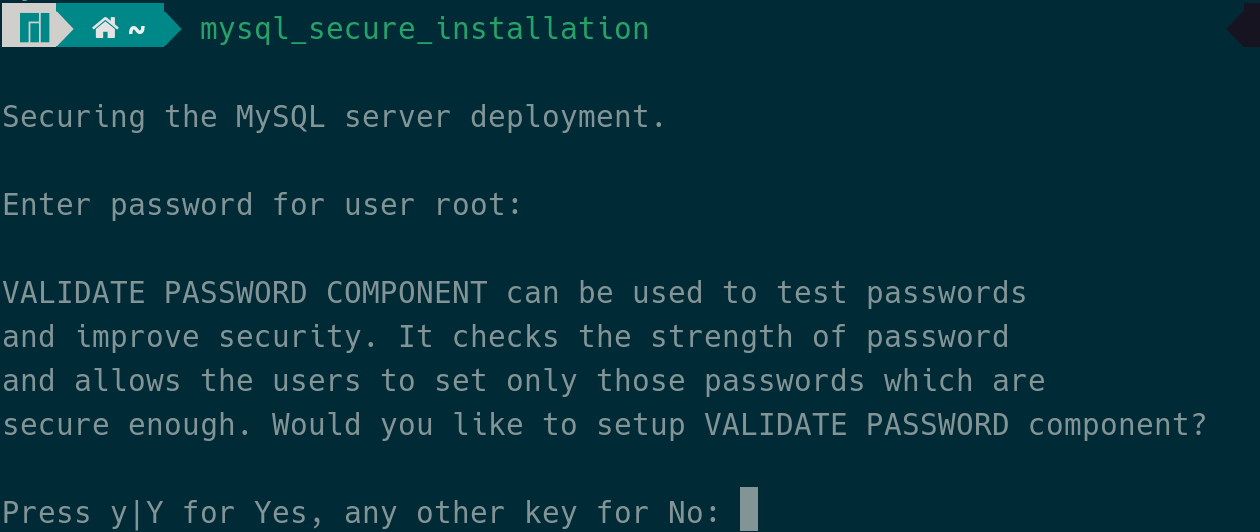 ~ mysql_secure_installation
Securing the MySQL server deployment.
Enter password for user root:
VALIDATE PASSWORD COMPONENT can be used to test passwords
and improve security. It checks the strength of password
and allows the users to set only those passwords which are
secure enough. Would you like to setup VALIDATE PASSWORD component?
Press y|Y for Yes, any other key for No: